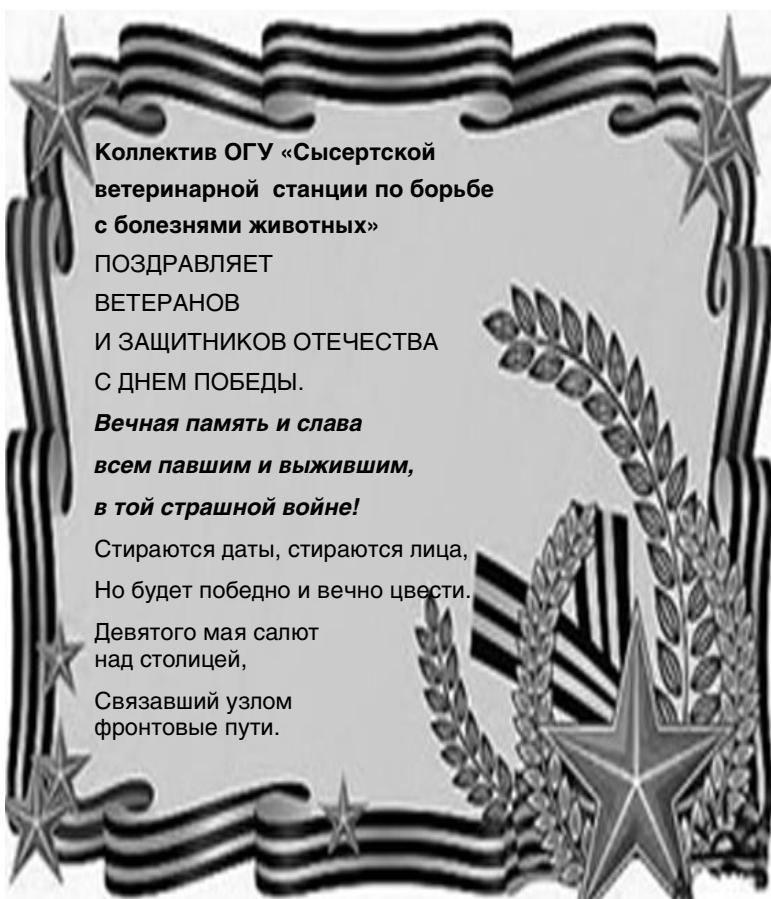 Коллектив ОГУ «Сысертской
ветеринарной станции по борьбе
с болезнями животных»
ПОЗДРАВЛЯЕТ
ВЕТЕРАНОВ
И ЗАЩИТНИКОВ ОТЕЧЕСТВА
С ДНЕМ ПОБЕДЫ.
Вечная память и слава
всем павшим и выжившим,
в той страшной войне!
Стираются даты, стираются лица,
Но будет победно и вечно цвести.
Девятого мая салют
над столицей,
Связавший узлом
фронтовые пути.